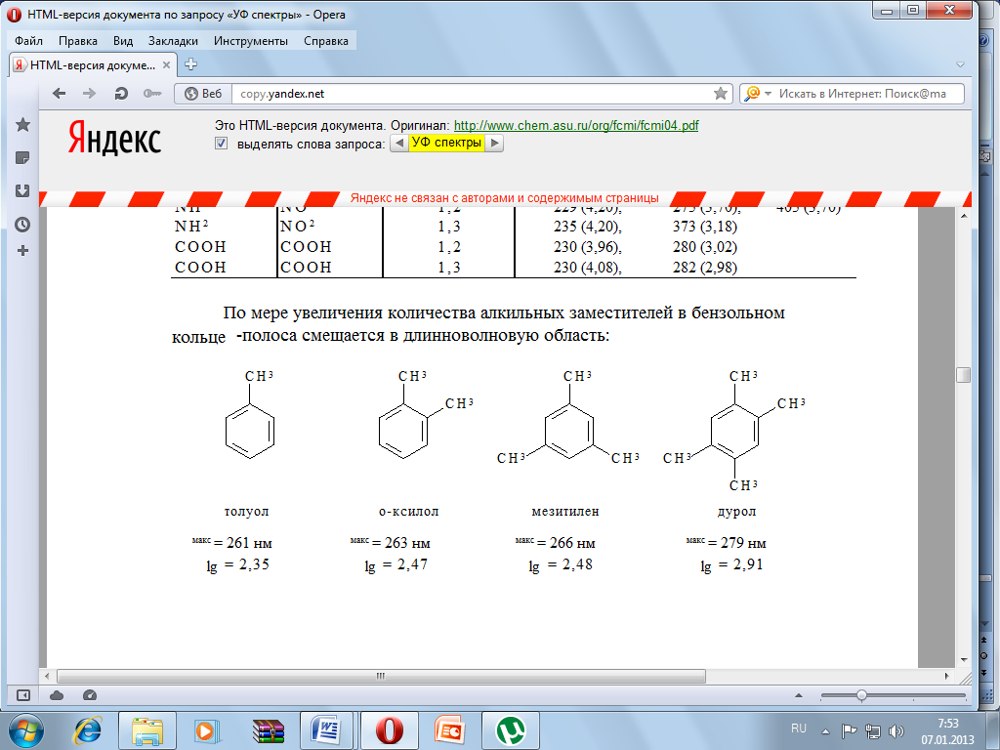 HTML-версия документа по запросу «УФ спектры» - Opera
Файл Правка Вид Закладки Инструменты Справка
HTML-версия докуме...
Веб copy.yandex.net Искать в Интернет: Поиск@ma
Яндекс
Это HTML-версия документа. Оригинал: http://www.chem.asu.ru/org/fcmi/fcmi04.pdf
выделять слова запроса: УФ спектры
Яндекс не связан с авторами и содержимым страницы
NH NO 1,2 229 (4,20), 275 (3,70), 405 (3,70)
NH2 NO2 1,3 235 (4,20), 373 (3,18)
COOH COOH 1,2 230 (3,96), 280 (3,02)
COOH COOH 1,3 230 (4,08), 282 (2,98)
По мере увеличения количества алкильных заместителей в бензольном
кольце -полоса смещается в длинноволновую область:
CH3 CH3 CH3 CH3
CH3 CH3
CH3 CH3 CH3
CH3
толуол о-ксилол мезитилен дурол
макс = 261 нм макс = 263 нм макс = 266 нм макс = 279 нм
lg = 2,35 lg = 2,47 lg = 2,48 lg = 2,91
RU 7:53
07.01.2013